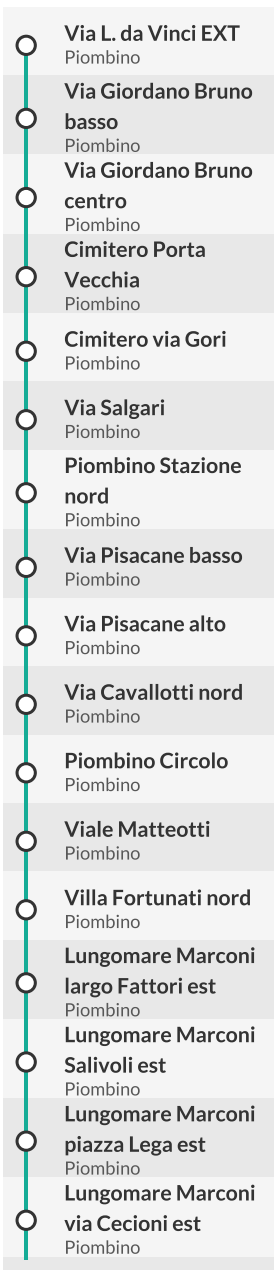 Via L. da Vinci EXT
Piombino
Via Giordano Bruno
basso
Piombino
Via Giordano Bruno
centro
Piombino
Cimitero Porta
Vecchia
Piombino
Cimitero via Gori
Piombino
Via Salgari
Piombino
Piombino Stazione
nord
Piombino
Via Pisacane basso
Piombino
Via Pisacane alto
Piombino
Via Cavallotti nord
Piombino
Piombino Circolo
Piombino
Viale Matteotti
Piombino
Villa Fortunati nord
Piombino
Lungomare Marconi
largo Fattori est
Piombino
Lungomare Marconi
Salivoli est
Piombino
Lungomare Marconi
piazza Lega est
Piombino
Lungomare Marconi
via Cecioni est
Piombino